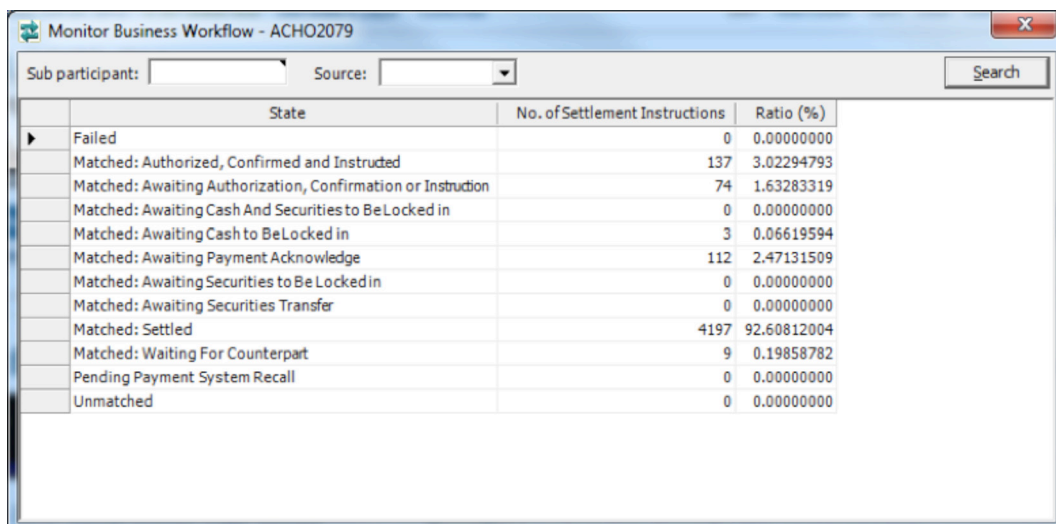 Monitor Business Workflow - ACHO2079
Sub participant: Source: Search
State No. of Settlement Instructions Ratio (%)
Failed 0 0.00000000
Matched: Authorized, Confirmed and Instructed 137 3.02294793
Matched: Awaiting Authorization, Confirmation or Instruction 74 1.63283319
Matched: Awaiting Cash And Securities to Be Locked in 0 0.00000000
Matched: Awaiting Cash to Be Locked in 3 0.06619594
Matched: Awaiting Payment Acknowledge 112 2.47131509
Matched: Awaiting Securities to Be Locked in 0 0.00000000
Matched: Awaiting Securities Transfer 0 0.00000000
Matched: Settled 4197 92.60812004
Matched: Waiting For Counterpart 9 0.19858782
Pending Payment System Recall 0 0.00000000
Unmatched 0 0.00000000